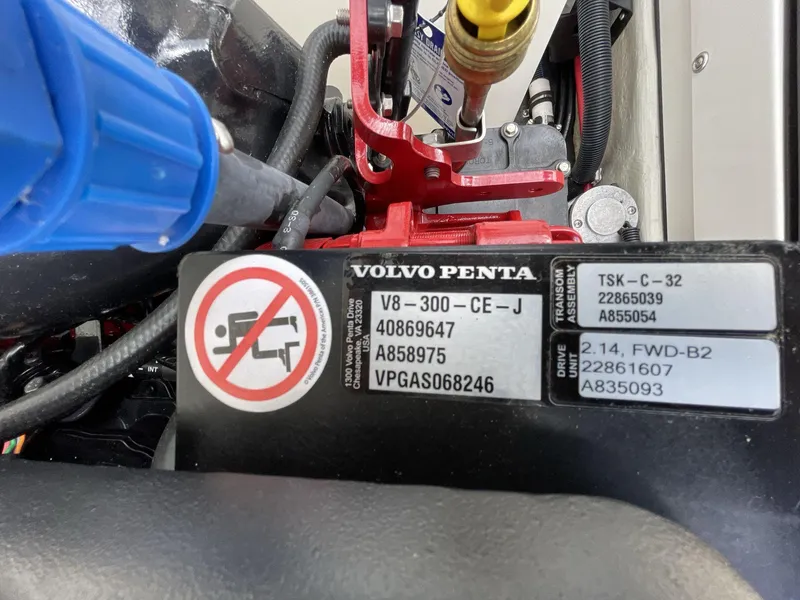 VOLVO PENTA
V8-300-CE-J
40869647
A858975
VPGAS068246
1300 Volvo Penta Drive
Chesapeake, VA 23320
USA
TRANSOM
ASSEMBLY
TSK-C-32
22865039
A855054
DRIVE
UNIT
2.14, FWD-B2
22861607
A835093
INT